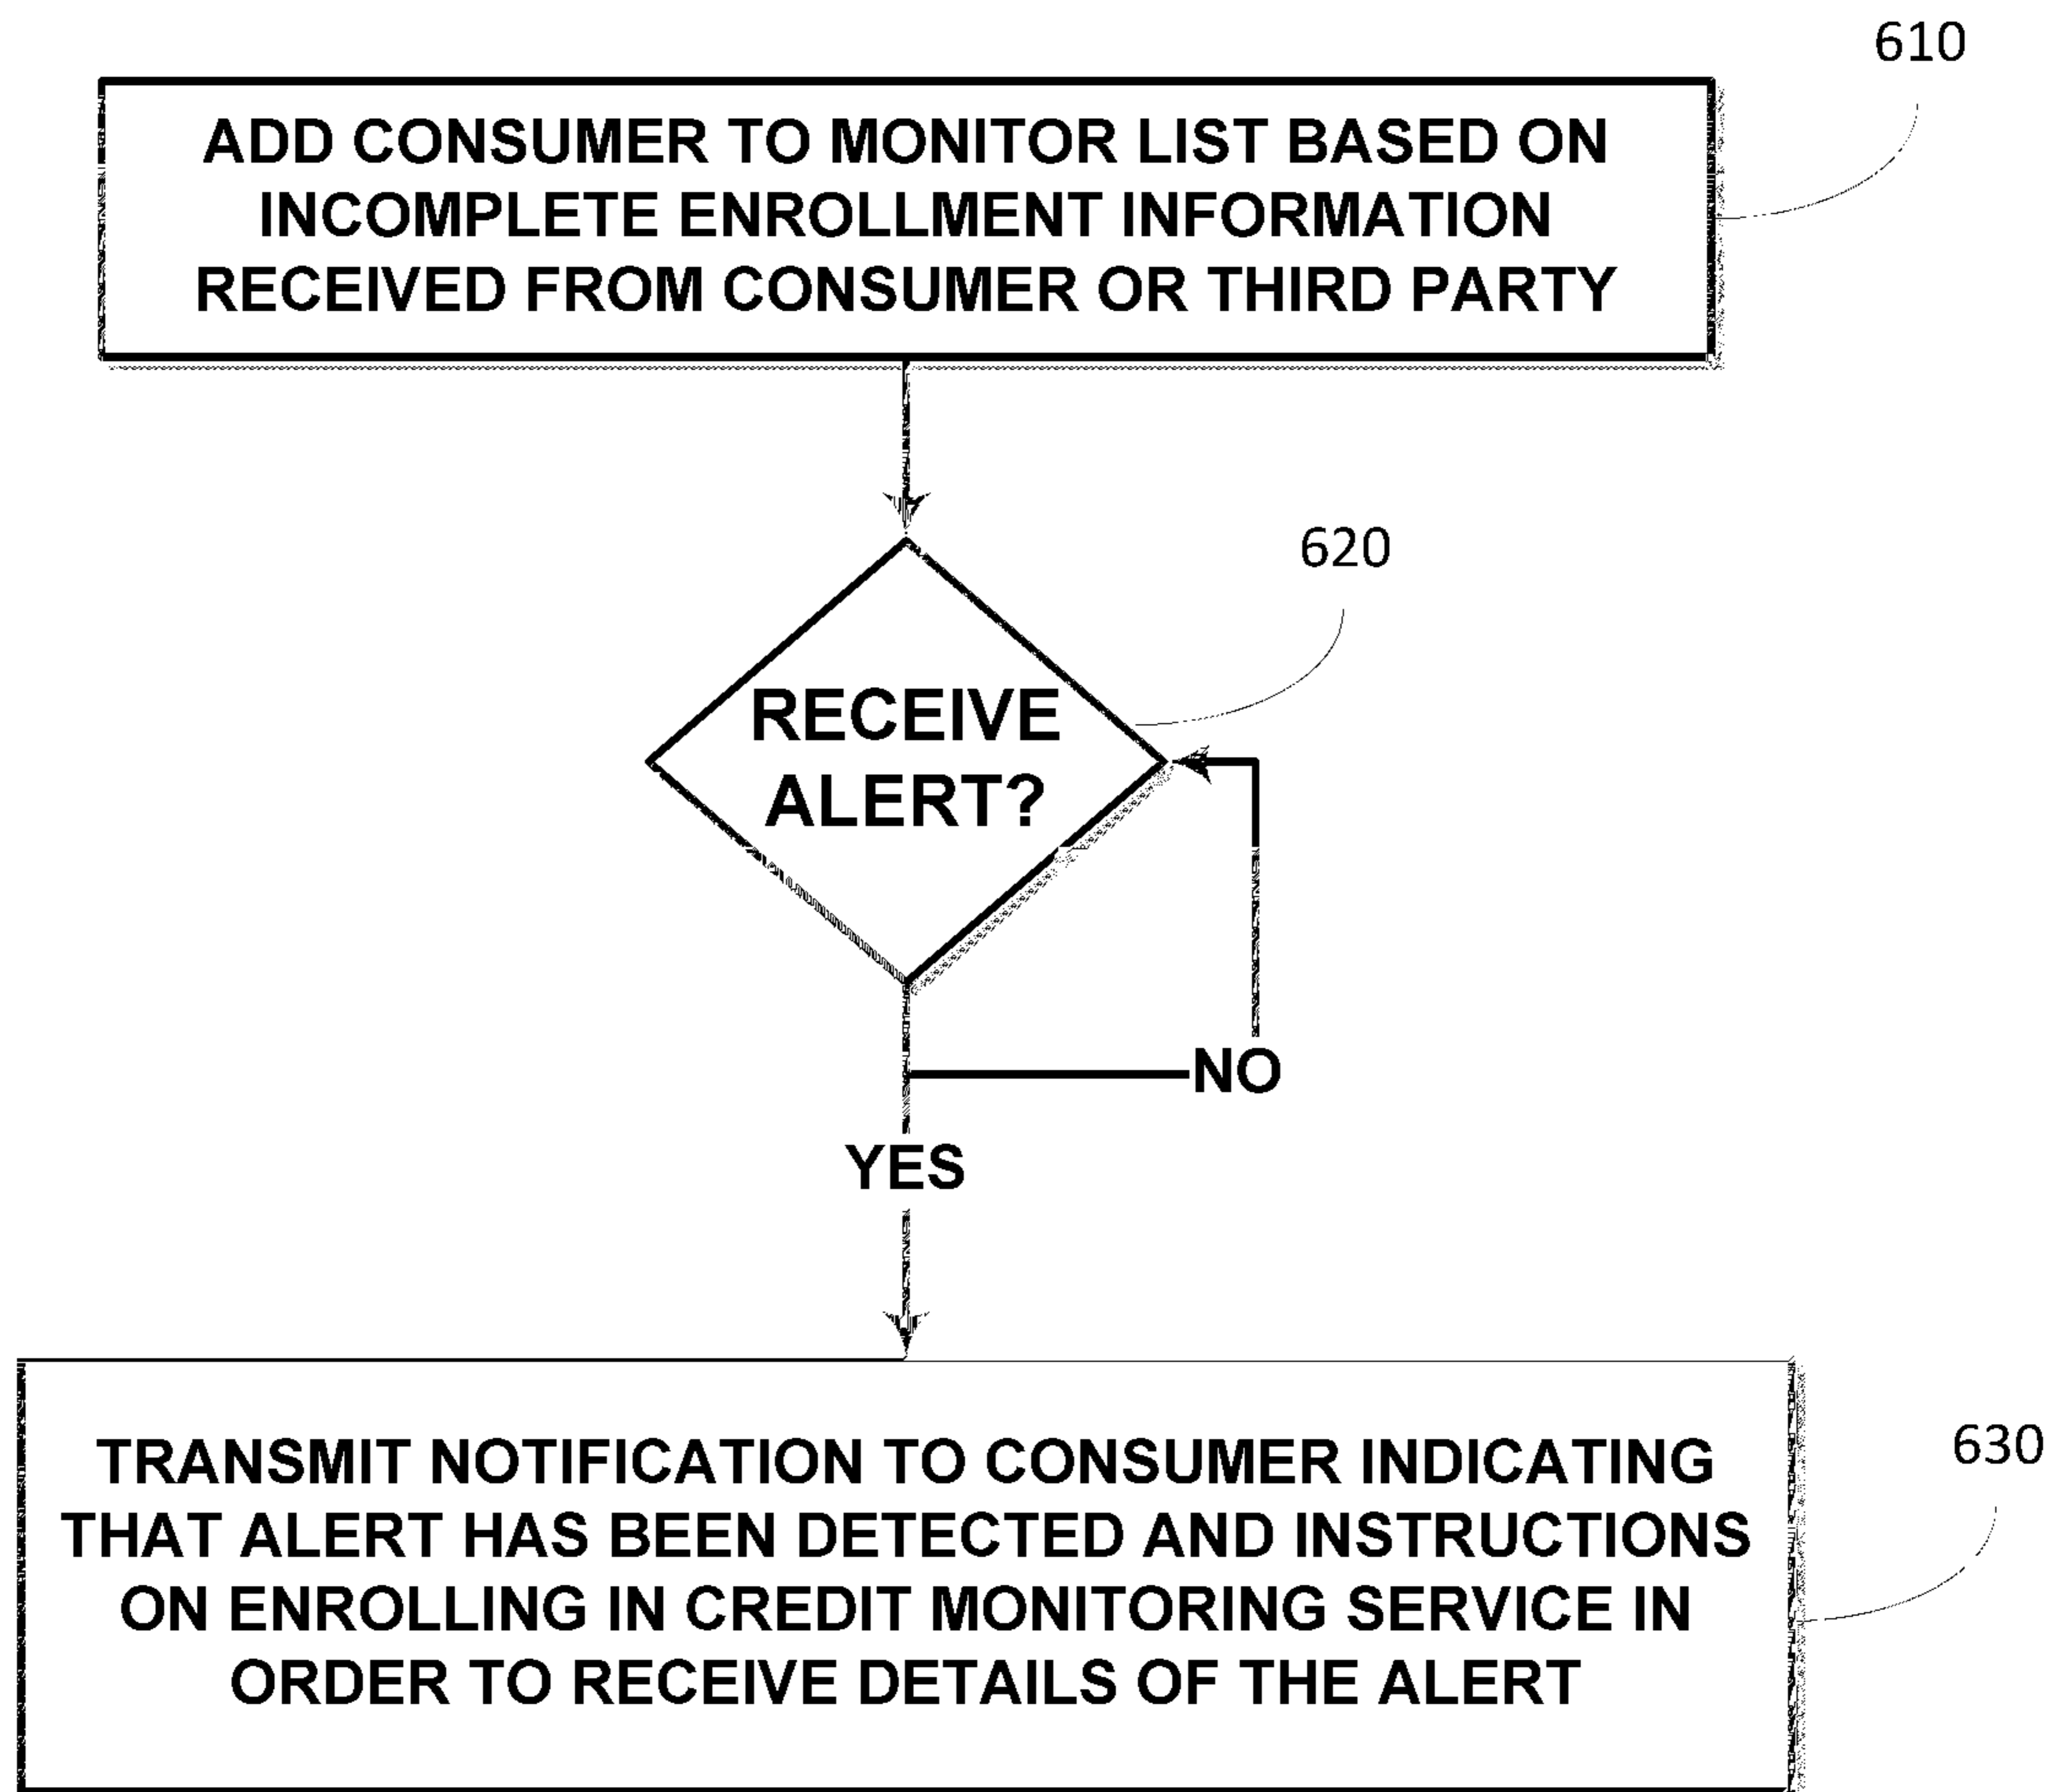 610
ADD CONSUMER TO MONITOR LIST BASED ON
INCOMPLETE ENROLLMENT INFORMATION
RECEIVED FROM CONSUMER OR THIRD PARTY
620
RECEIVE
ALERT?
NO
YES
630
TRANSMIT NOTIFICATION TO CONSUMER INDICATING
THAT ALERT HAS BEEN DETECTED AND INSTRUCTIONS
ON ENROLLING IN CREDIT MONITORING SERVICE IN
ORDER TO RECEIVE DETAILS OF THE ALERT